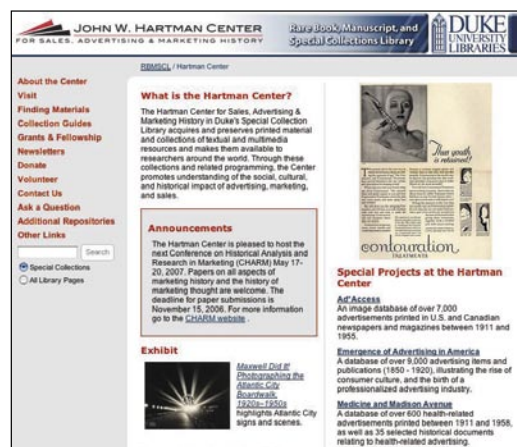 JOHN W. HARTMAN CENTER
FOR SALES, ADVERTISING & MARKETING HISTORY
Rare Book, Manuscript, and
Special Collections Library
DUKE
UNIVERSITY
LIBRARIES
RBMSCL / Hartman Center
About the Center
Visit
Finding Materials
Collection Guides
Grants & Fellowship
Newsletters
Donate
Volunteer
Contact Us
Ask a Question
Additional Repositories
Other Links
Search
Special Collections
All Library Pages
What is the Hartman Center?
The Hartman Center for Sales, Advertising &
Marketing History in Duke's Special Collection
Library acquires and preserves printed material
and collections of textual and multimedia
resources and makes them available to
researchers around the world. Through these
collections and related programming, the Center
promotes understanding of the social, cultural,
and historical impact of advertising, marketing,
and sales.
Announcements
The Hartman Center is pleased to host the
next Conference on Historical Analysis and
Research in Marketing (CHARM) May 17-
20, 2007. Papers on all aspects of
marketing history and the history of
marketing thought are welcome. The
deadline for paper submissions is
November 15, 2006. For more information
go to the CHARM website .
Exhibit
Maxwell Did It!
Photographing the
Atlantic City
Boardwalk,
1920s-1950s
highlights Atlantic City
signs and scenes.
Thus youth
is retained!
contouration
TREATMENTS
Special Projects at the Hartman
Center
Ad*Access
An image database of over 7,000
advertisements printed in U.S. and Canadian
newspapers and magazines between 1911 and
1955.
Emergence of Advertising in America
A database of over 9,000 advertising items and
publications (1850 - 1920), illustrating the rise of
consumer culture, and the birth of a
professionalized advertising industry.
Medicine and Madison Avenue
A database of over 600 health-related
advertisements printed between 1911 and 1958,
as well as 35 selected historical documents
relating to health-related advertising.